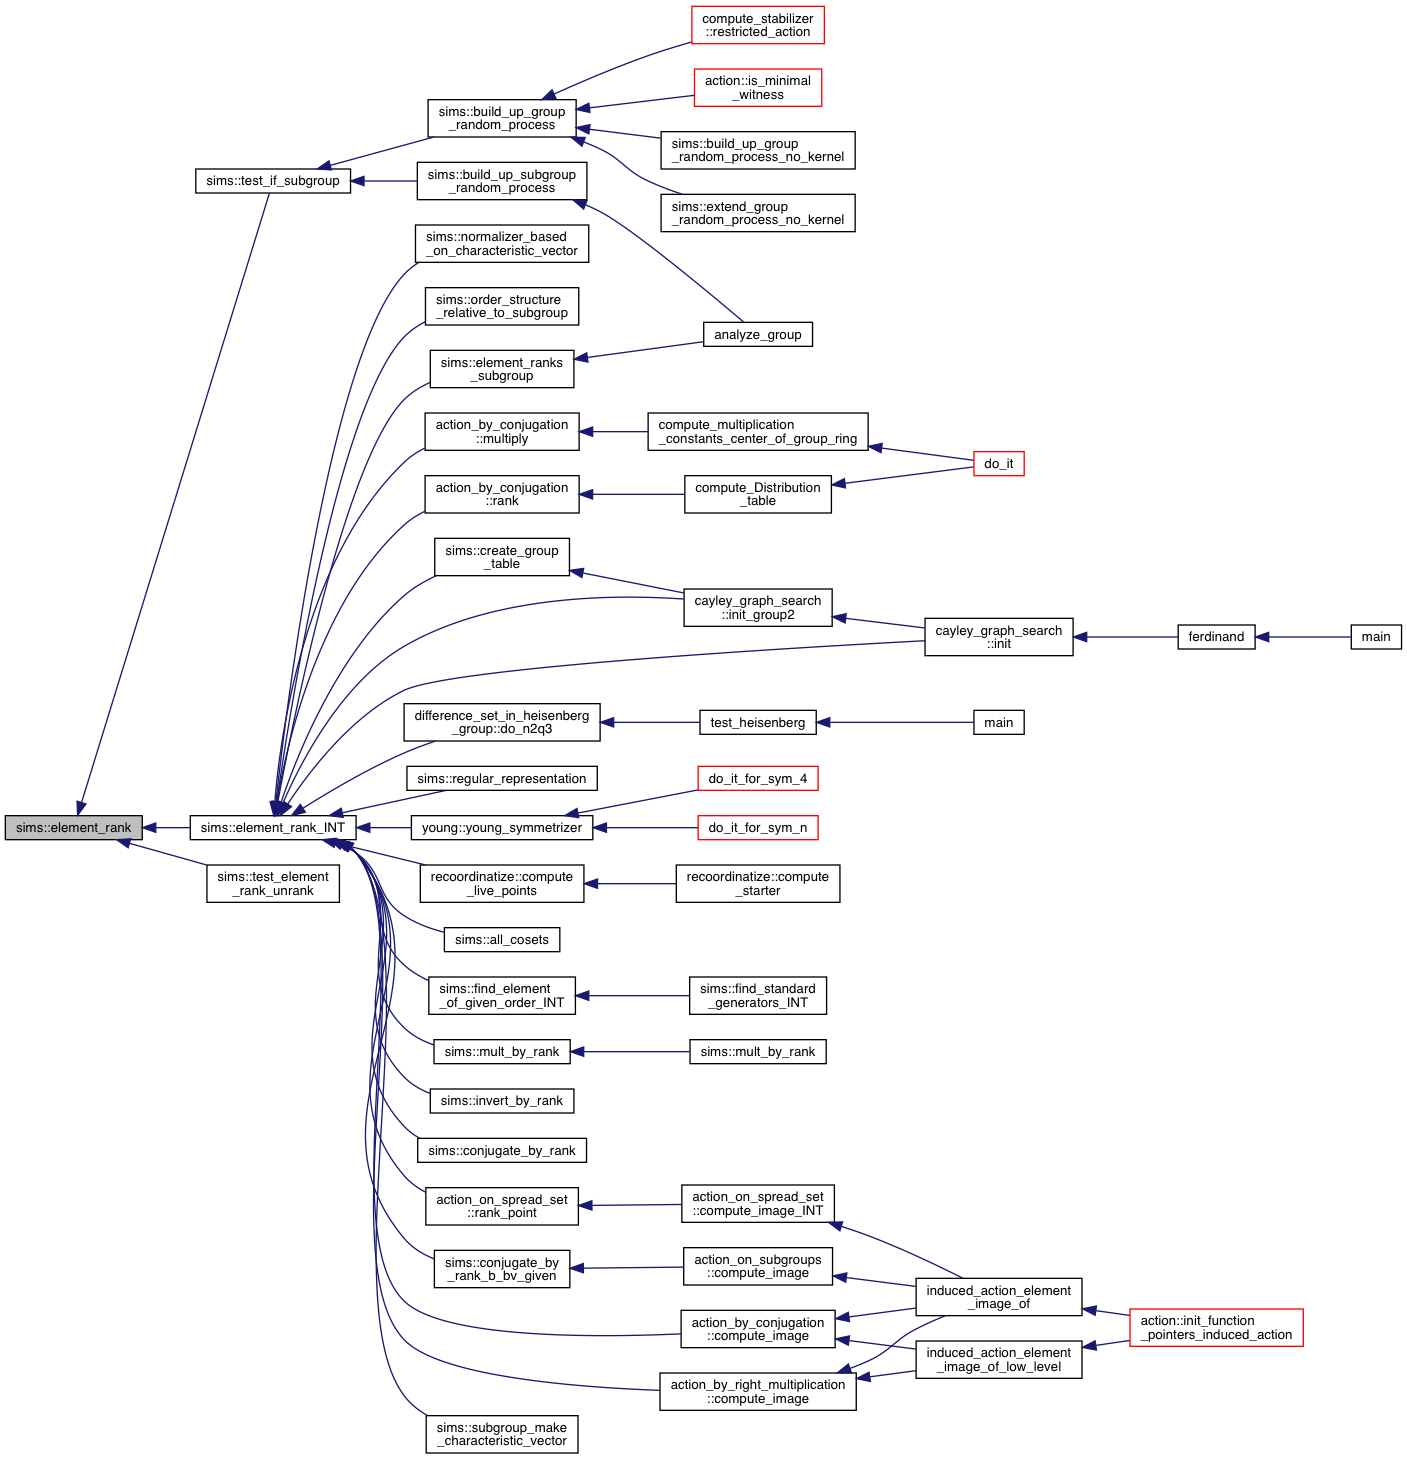 compute_stabilizer
::restricted_action
action::is_minimal
_witness
sims::build_up_group
_random_process
sims::build_up_group
_random_process_no_kernel
sims::test_if_subgroup
sims::build_up_subgroup
_random_process
sims::extend_group
_random_process_no_kernel
sims::normalizer_based
_on_characteristic_vector
sims::order_structure
_relative_to_subgroup
analyze_group
sims::element_ranks
_subgroup
action_by_conjugation
::multiply
compute_multiplication
_constants_center_of_group_ring
do_it
action_by_conjugation
::rank
compute_Distribution
_table
sims::create_group
_table
cayley_graph_search
::init_group2
cayley_graph_search
::init
ferdinand
main
difference_set_in_heisenberg
_group::do_n2q3
test_heisenberg
main
sims::regular_representation
do_it_for_sym_4
sims::element_rank
sims::element_rank_INT
young::young_symmetrizer
do_it_for_sym_n
sims::test_element
_rank_unrank
recoordinatize::compute
_live_points
recoordinatize::compute
_starter
sims::all_cosets
sims::find_element
_of_given_order_INT
sims::find_standard
_generators_INT
sims::mult_by_rank
sims::mult_by_rank
sims::invert_by_rank
sims::conjugate_by_rank
action_on_spread_set
::rank_point
action_on_spread_set
::compute_image_INT
sims::conjugate_by
_rank_b_bv_given
action_on_subgroups
::compute_image
induced_action_element
_image_of
action_by_conjugation
::compute_image
action::init_function
_pointers_induced_action
induced_action_element
_image_of_low_level
action_by_right_multiplication
::compute_image
sims::subgroup_make
_characteristic_vector